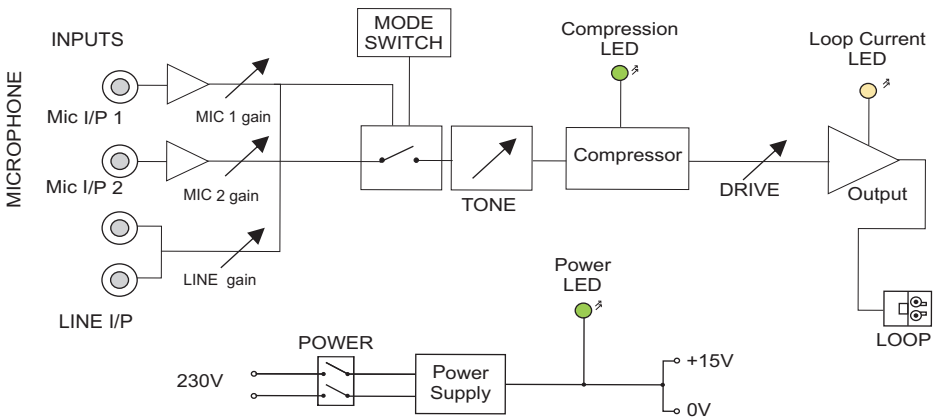 INPUTS
MICROPHONE
Mic I/P 1
MIC 1 gain
Mic I/P 2
MIC 2 gain
LINE gain
LINE I/P
MODE
SWITCH
TONE
Compression
LED
Compressor
DRIVE
Loop Current
LED
Output
LOOP
Power
LED
POWER
230V
Power
Supply
+15V
0V